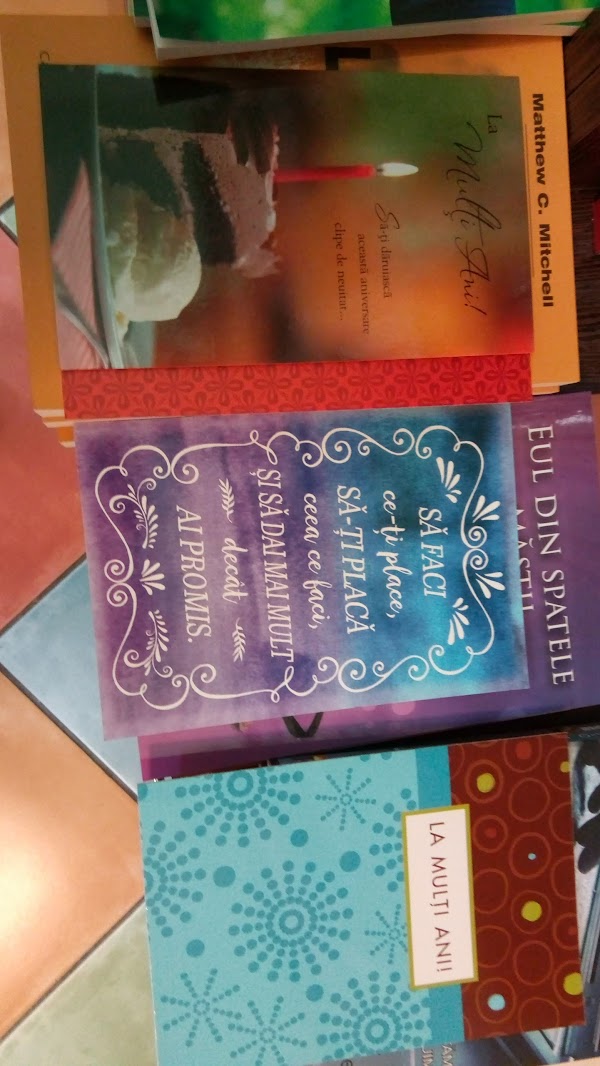 Matthew C. Mitchell
La
Mulți Ani!
Să-ți dăruiască
această aniversare
clipe de neuitat...
EUL DIN SPATELE
MĂȘTII
SĂ FACI
ce-ți place,
SĂ-ȚI PLACĂ
ceea ce faci,
ȘI SĂ DAI MAI MULT
decât
AI PROMIS.
LA MULȚI ANI!